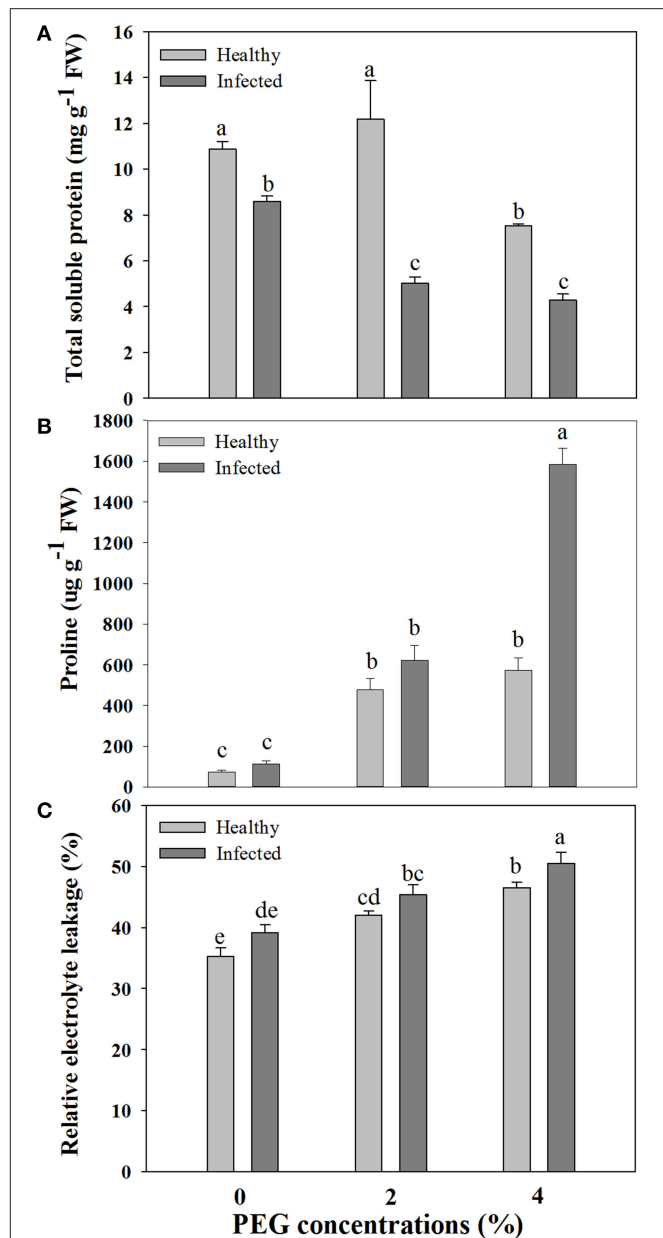 A
Total soluble protein (mg g⁻¹ FW)
16
14
12
10
8
6
4
2
0
Healthy
Infected
a
b
a
c
b
c
B
Proline (ug g⁻¹ FW)
1800
1600
1400
1200
1000
800
600
400
200
0
Healthy
Infected
c
c
b
b
b
a
C
Relative electrolyte leakage (%)
60
50
40
30
20
10
0
Healthy
Infected
e
de
cd
bc
b
a
0 2 4
PEG concentrations (%)